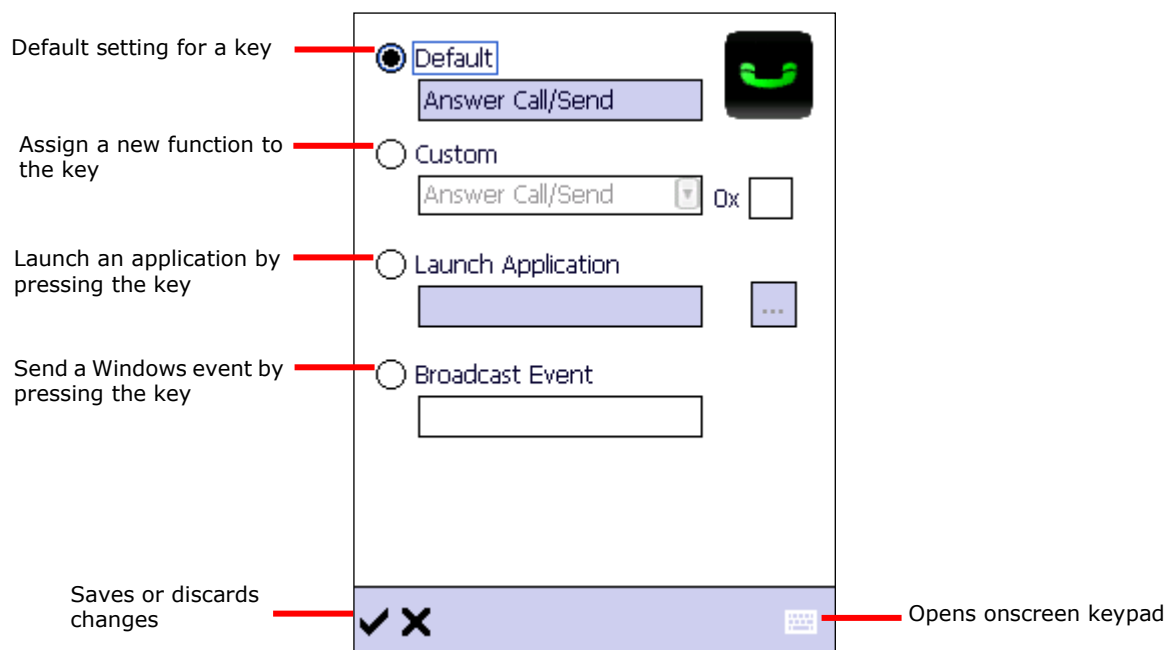 Default setting for a key
Default
Answer Call/Send
Assign a new function to
the key
Custom
Answer Call/Send
0x
Launch an application by
pressing the key
Launch Application
...
Send a Windows event by
pressing the key
Broadcast Event
Saves or discards
changes
Opens onscreen keypad